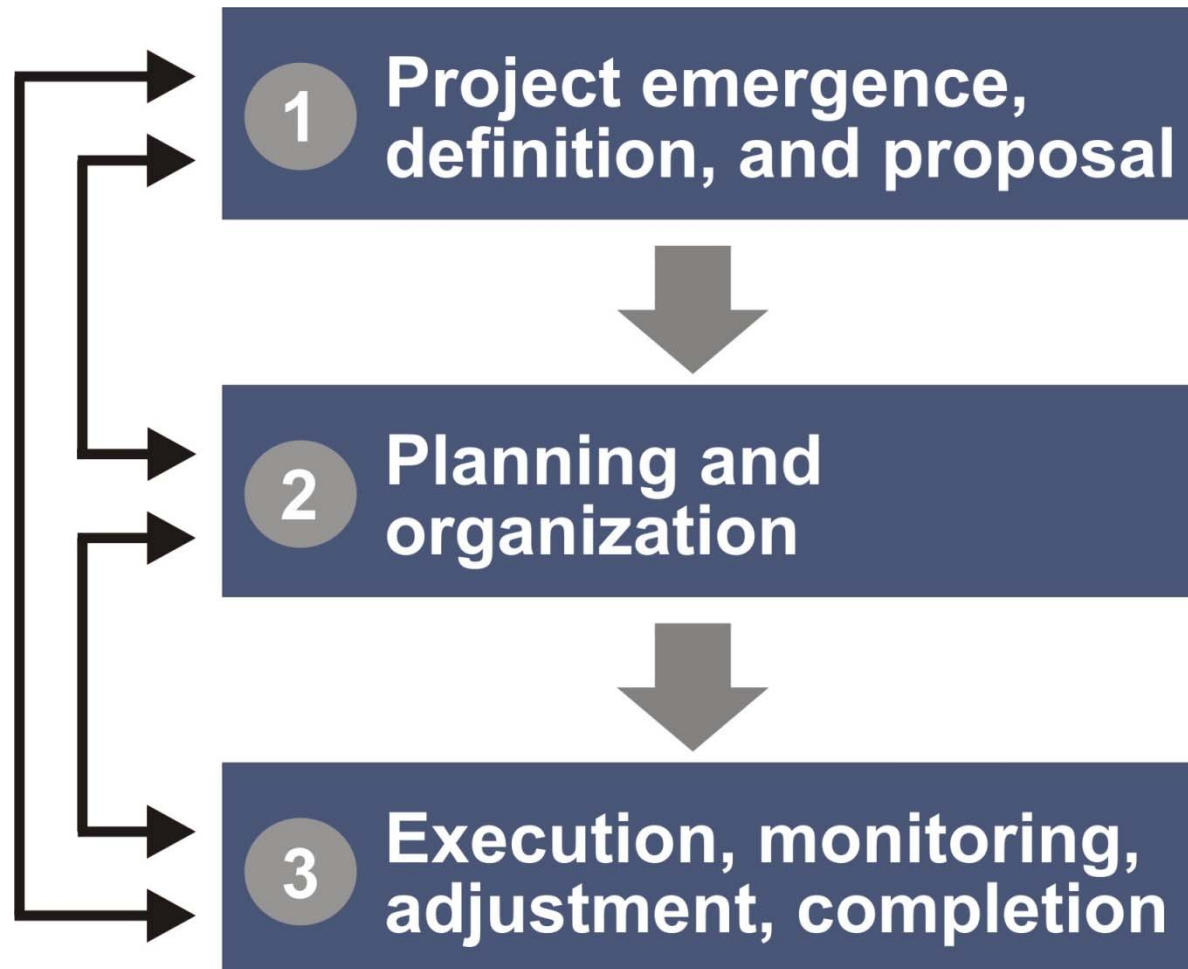 1
Project emergence,
definition, and proposal
2
Planning and
organization
3
Execution, monitoring,
adjustment, completion